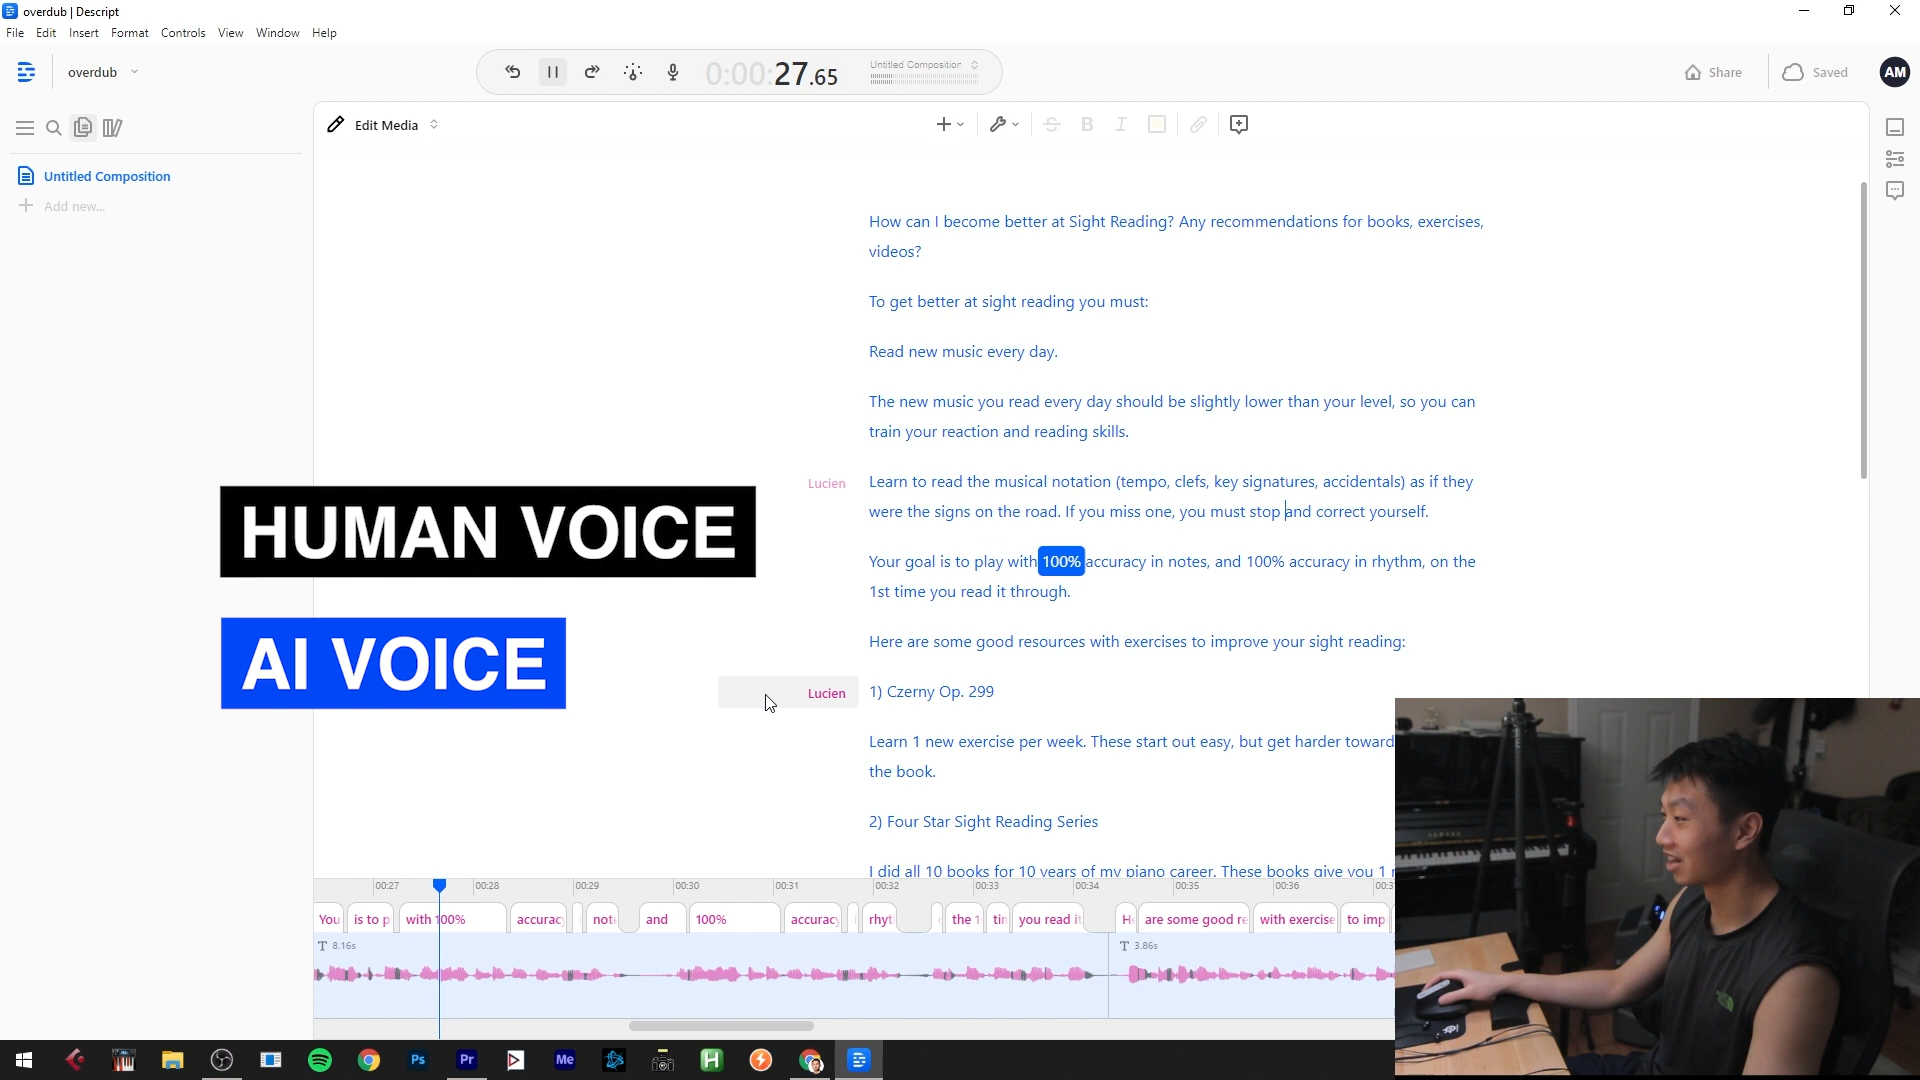 overdub | Descript
File Edit Insert Format Controls View Window Help
overdub
0:00:27.65
Untitled Composition
Share
Saved
AM
Edit Media
B I
Untitled Composition
Add new...
How can I become better at Sight Reading? Any recommendations for books, exercises,
videos?
To get better at sight reading you must:
Read new music every day.
The new music you read every day should be slightly lower than your level, so you can
train your reaction and reading skills.
Lucien
Learn to read the musical notation (tempo, clefs, key signatures, accidentals) as if they
were the signs on the road. If you miss one, you must stop and correct yourself.
HUMAN VOICE
Your goal is to play with 100% accuracy in notes, and 100% accuracy in rhythm, on the
1st time you read it through.
AI VOICE
Here are some good resources with exercises to improve your sight reading:
Lucien
1) Czerny Op. 299
Learn 1 new exercise per week. These start out easy, but get harder toward
the book.
2) Four Star Sight Reading Series
I did all 10 books for 10 years of my piano career. These books give you 1
00:27 00:28 00:29 00:30 00:31 00:32 00:33 00:34 00:35 00:36
You is to p with 100% accurac note and 100% accuracy rhyt the 1 tin you read it H are some good re with exercise to imp
T 8.16s T 3.86s
Ps Pr Me H